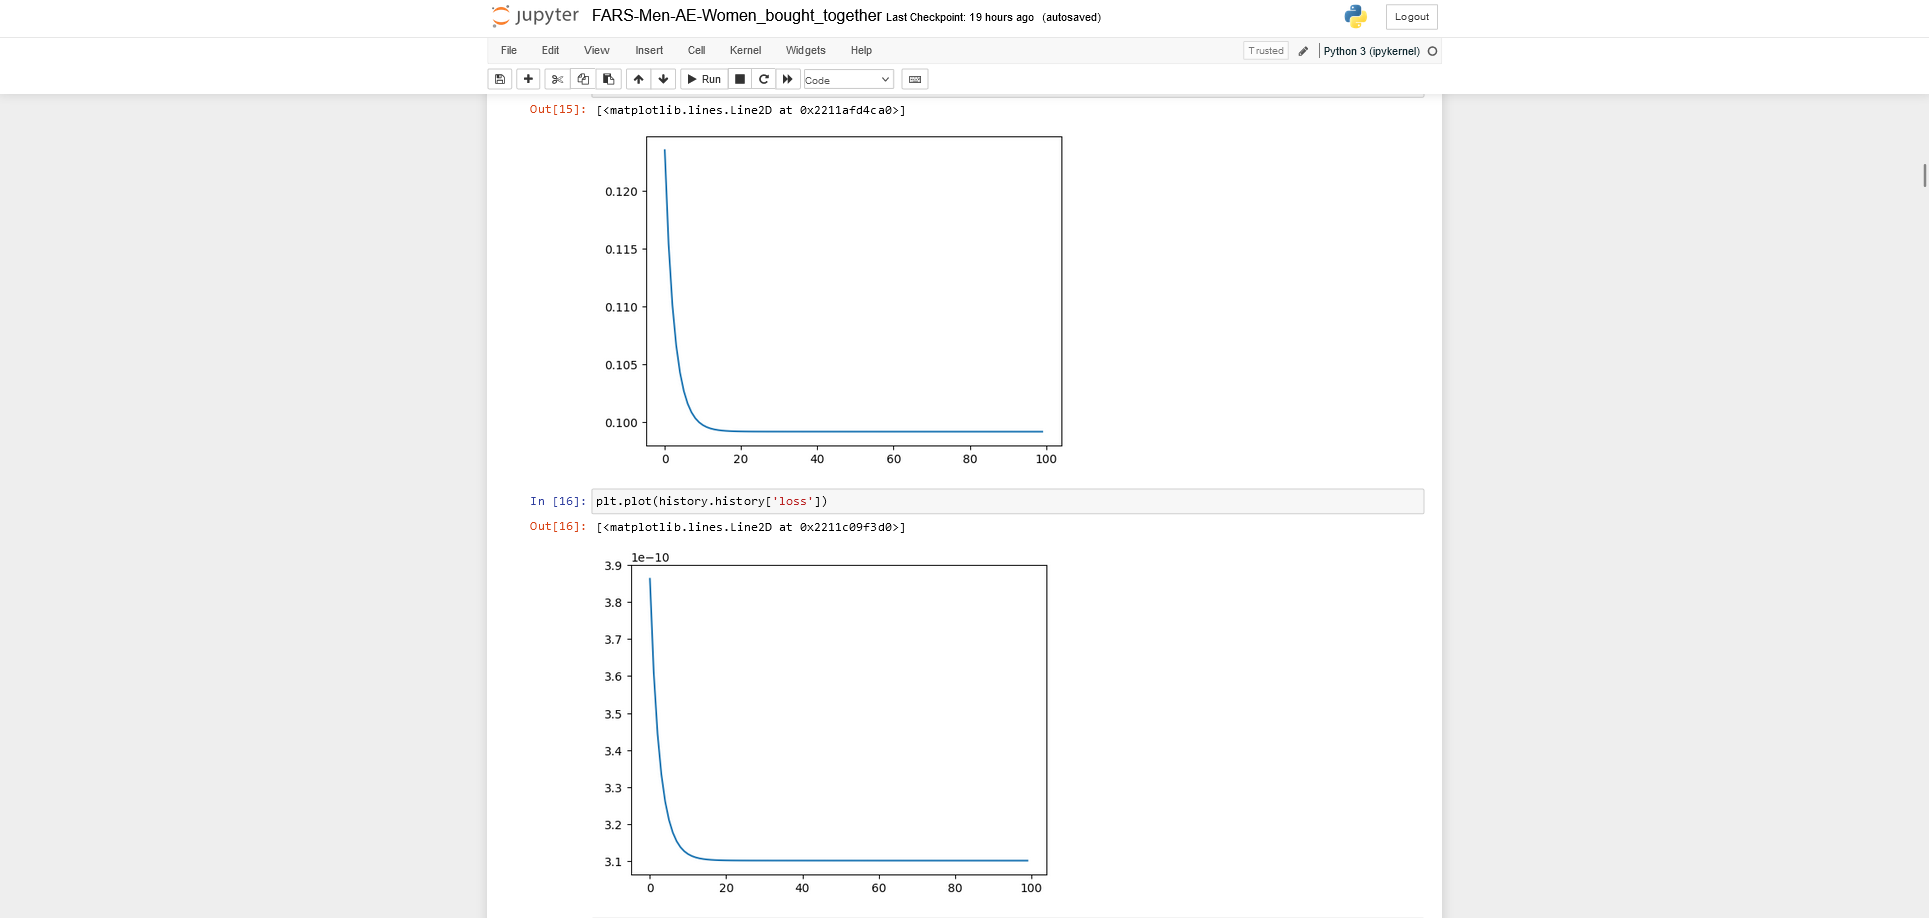 jupyter FARS-Men-AE-Women_bought_together Last Checkpoint: 19 hours ago (autosaved) Logout
File Edit View Insert Cell Kernel Widgets Help Trusted Python 3 (ipykernel)
Run Code
Out[15]: [<matplotlib.lines.Line2D at 0x2211afd4ca0>]
0.120
0.115
0.110
0.105
0.100
0 20 40 60 80 100
In [16]: plt.plot(history.history['loss'])
Out[16]: [<matplotlib.lines.Line2D at 0x2211c09f3d0>]
1e−10
3.9
3.8
3.7
3.6
3.5
3.4
3.3
3.2
3.1
0 20 40 60 80 100